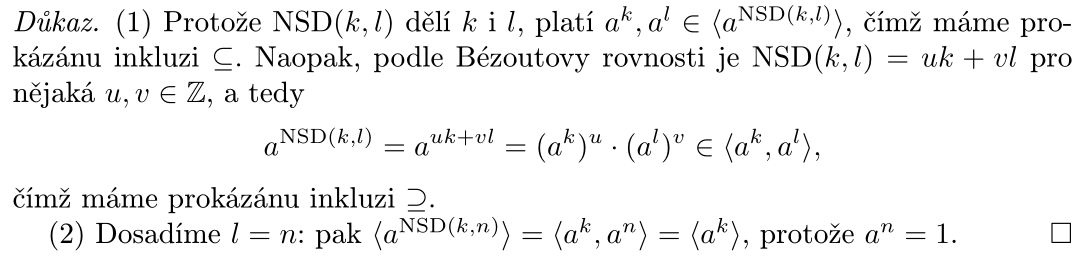 Důkaz. (1) Protože NSD(k, l) dělí k i l, platí a^k, a^l ∈ ⟨a^{NSD(k,l)}⟩, čímž máme pro-
kázánu inkluzi ⊆. Naopak, podle Bézoutovy rovnosti je NSD(k, l) = uk + vl pro
nějaká u, v ∈ ℤ, a tedy
a^{NSD(k,l)} = a^{uk+vl} = (a^k)^u · (a^l)^v ∈ ⟨a^k, a^l⟩,
čímž máme prokázánu inkluzi ⊇.
(2) Dosadíme l = n: pak ⟨a^{NSD(k,n)}⟩ = ⟨a^k, a^n⟩ = ⟨a^k⟩, protože a^n = 1. □